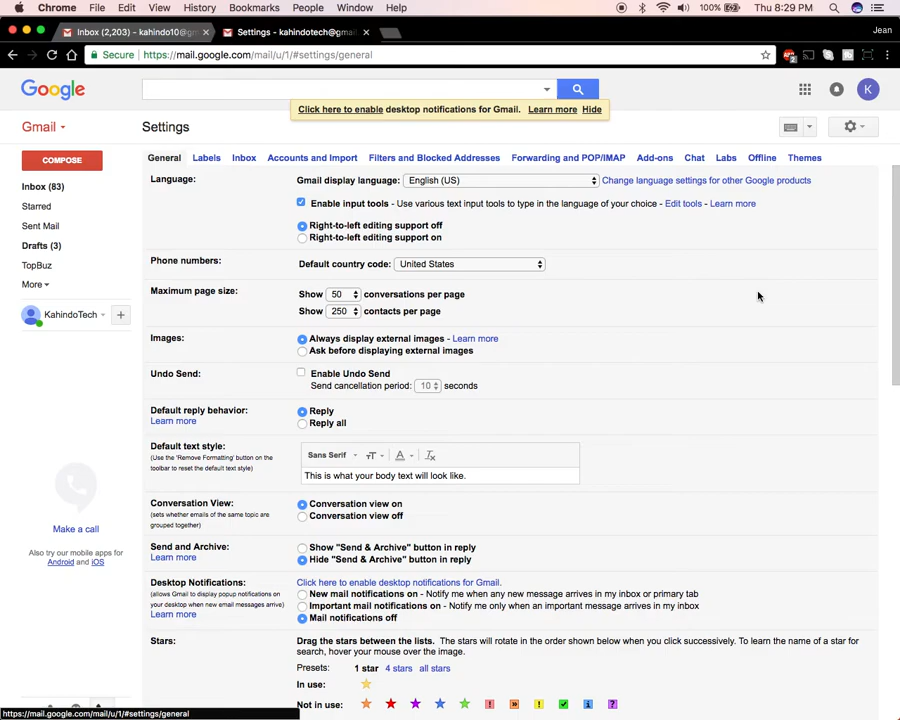 Chrome File Edit View History Bookmarks People Window Help 100% Thu 8:29 PM
Inbox (2,203) - kahindo10@gm Settings - kahindotech@gmail. Jean
Secure https://mail.google.com/mail/u/1/#settings/general
Google
Click here to enable desktop notifications for Gmail. Learn more Hide
K
Gmail Settings
COMPOSE
Inbox (83)
Starred
Sent Mail
Drafts (3)
TopBuz
More
KahindoTech
Make a call
Also try our mobile apps for
Android and iOS
General Labels Inbox Accounts and Import Filters and Blocked Addresses Forwarding and POP/IMAP Add-ons Chat Labs Offline Themes
Language: Gmail display language: English (US) Change language settings for other Google products
Enable input tools - Use various text input tools to type in the language of your choice - Edit tools - Learn more
Right-to-left editing support off
Right-to-left editing support on
Phone numbers: Default country code: United States
Maximum page size: Show 50 conversations per page
Show 250 contacts per page
Images: Always display external images - Learn more
Ask before displaying external images
Undo Send: Enable Undo Send
Send cancellation period: 10 seconds
Default reply behavior: Reply
Learn more Reply all
Default text style:
(Use the 'Remove Formatting' button on
the toolbar to reset the default text style)
Sans Serif
This is what your body text will look like.
Conversation View: Conversation view on
(sets whether emails of the same topic are
grouped together)
Conversation view off
Send and Archive: Show "Send & Archive" button in reply
Learn more Hide "Send & Archive" button in reply
Desktop Notifications: Click here to enable desktop notifications for Gmail.
(allows Gmail to display popup notifications on
your desktop when new email messages arrive)
Learn more
New mail notifications on - Notify me when any new message arrives in my inbox or primary tab
Important mail notifications on - Notify me only when an important message arrives in my inbox
Mail notifications off
Stars: Drag the stars between the lists. The stars will rotate in the order shown below when you click successively. To learn the name of a star for
search, hover your mouse over the image.
Presets: 1 star 4 stars all stars
In use:
Not in use:
https://mail.google.com/mail/u/1/#settings/general